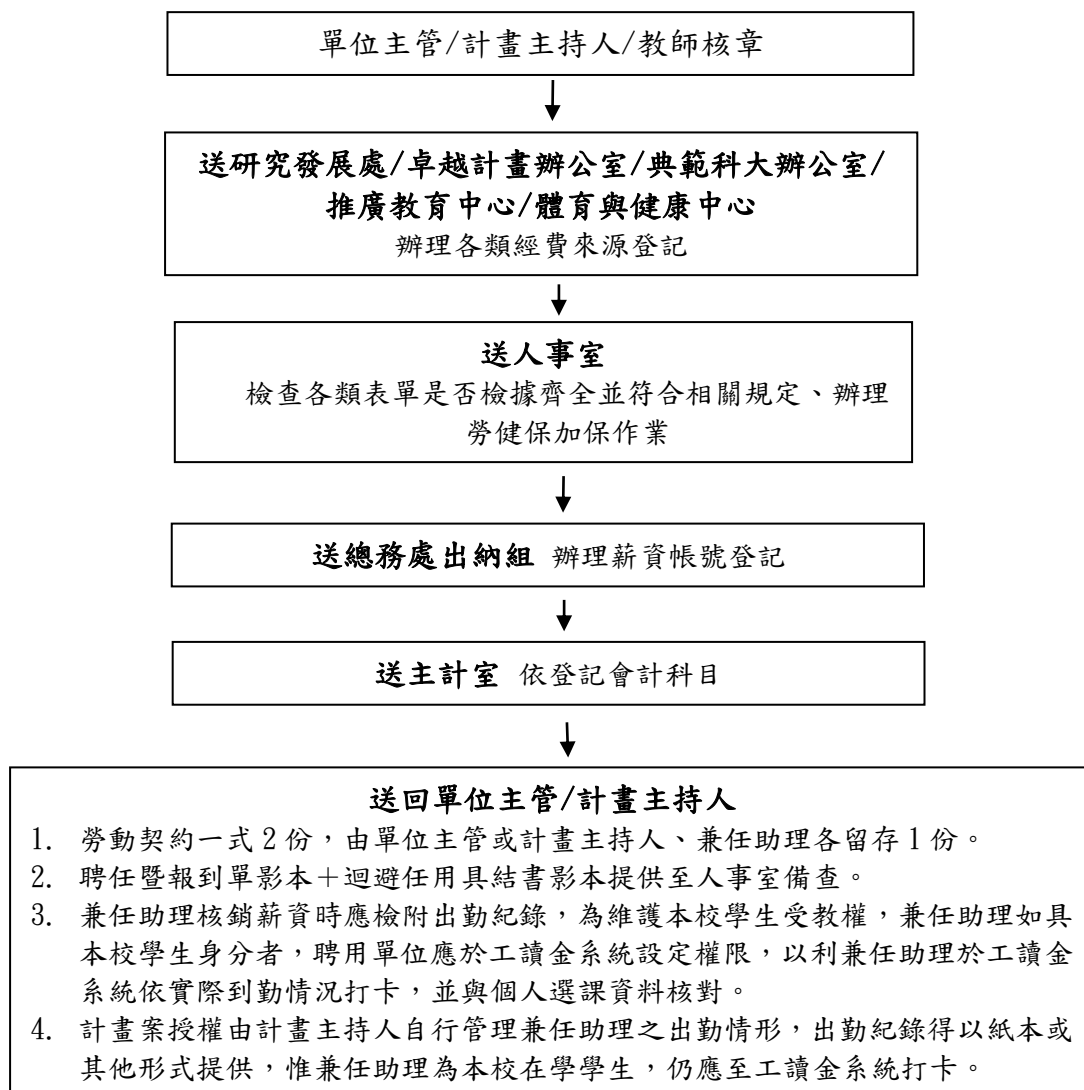 單位主管/計畫主持人/教師核章
送研究發展處/卓越計畫辦公室/典範科大辦公室/
推廣教育中心/體育與健康中心
辦理各類經費來源登記
送人事室
檢查各類表單是否檢據齊全並符合相關規定、辦理
勞健保加保作業
送總務處出納組 辦理薪資帳號登記
送主計室 依登記會計科目
送回單位主管/計畫主持人
1. 勞動契約一式 2 份，由單位主管或計畫主持人、兼任助理各留存 1 份。
2. 聘任暨報到單影本＋迴避任用具結書影本提供至人事室備查。
3. 兼任助理核銷薪資時應檢附出勤紀錄，為維護本校學生受教權，兼任助理如具
本校學生身分者，聘用單位應於工讀金系統設定權限，以利兼任助理於工讀金
系統依實際到勤情況打卡，並與個人選課資料核對。
4. 計畫案授權由計畫主持人自行管理兼任助理之出勤情形，出勤紀錄得以紙本或
其他形式提供，惟兼任助理為本校在學學生，仍應至工讀金系統打卡。